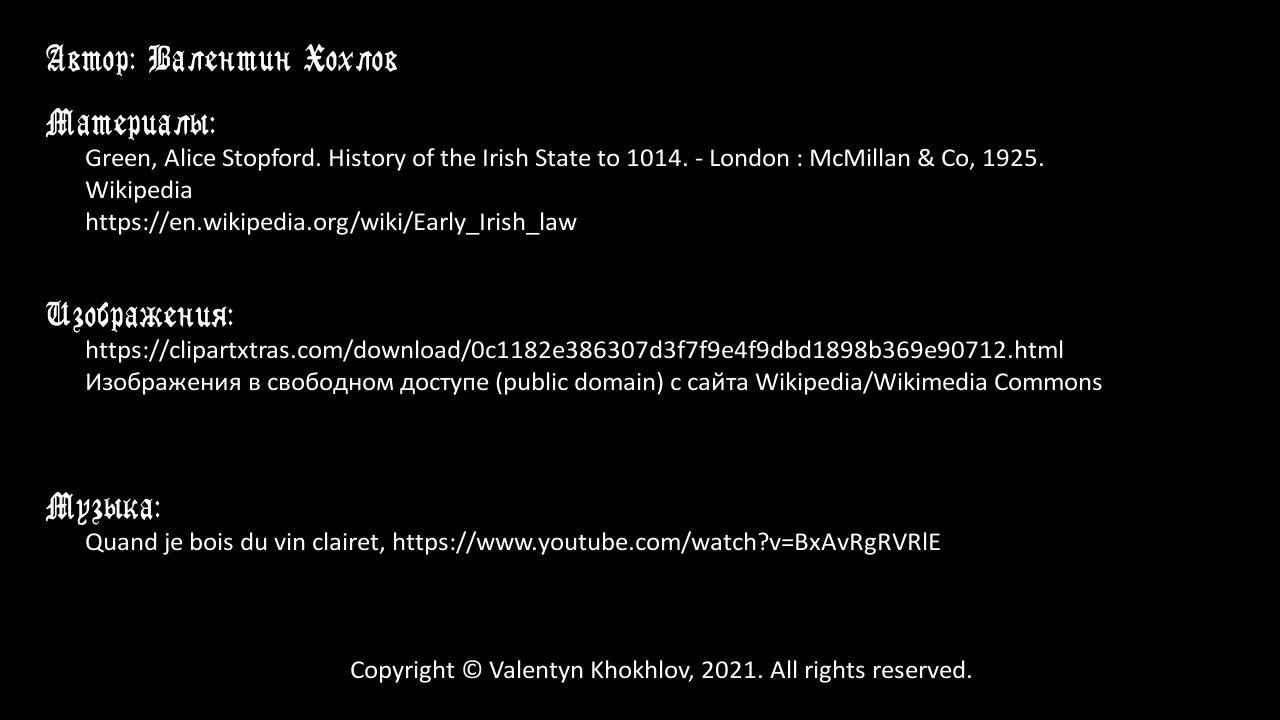 Автор: Валентин Хохлов
Материалы:
Green, Alice Stopford. History of the Irish State to 1014. - London : McMillan & Co, 1925.
Wikipedia
https://en.wikipedia.org/wiki/Early_Irish_law
Изображения:
https://clipartxtras.com/download/0c1182e386307d3f7f9e4f9dbd1898b369e90712.html
Изображения в свободном доступе (public domain) с сайта Wikipedia/Wikimedia Commons
Музыка:
Quand je bois du vin clairet, https://www.youtube.com/watch?v=BxAvRgRVRlE
Copyright © Valentyn Khokhlov, 2021. All rights reserved.